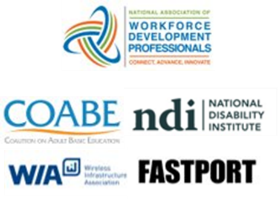 NATIONAL ASSOCIATION OF
WORKFORCE
DEVELOPMENT
PROFESSIONALS
CONNECT, ADVANCE, INNOVATE
COABE
COALITION ON ADULT BASIC EDUCATION
ndi
NATIONAL
DISABILITY
INSTITUTE
WIA
Wireless
Infrastructure
Association
FASTPORT